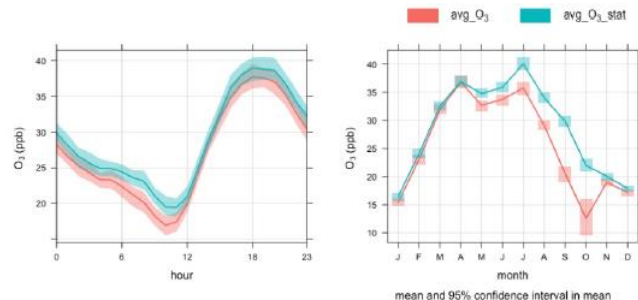 avg_O₃ avg_O₃_stat
40
35
30
25
20
O₃ (ppb)
0 6 12 18 23
hour
40
35
30
25
20
15
10
O₃ (ppb)
J F M A M J J A S O N D
month
mean and 95% confidence interval in mean